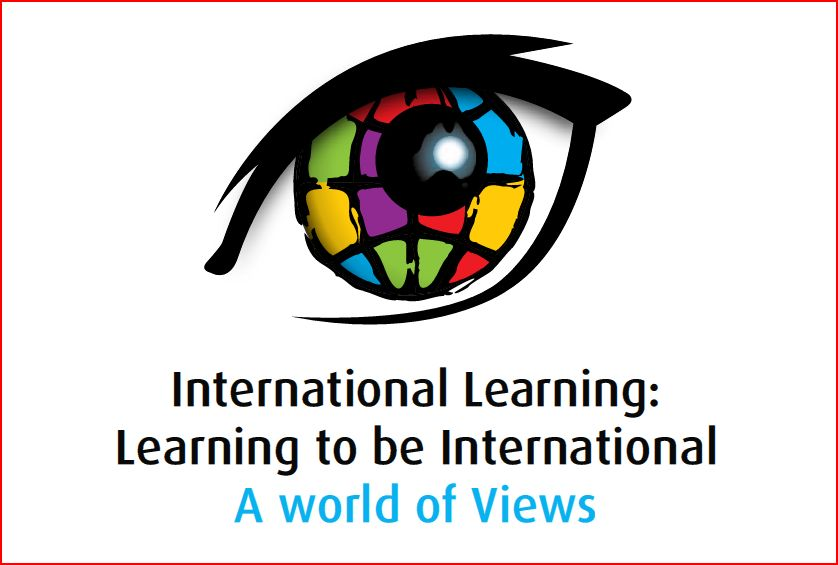 International Learning:
Learning to be International
A world of Views